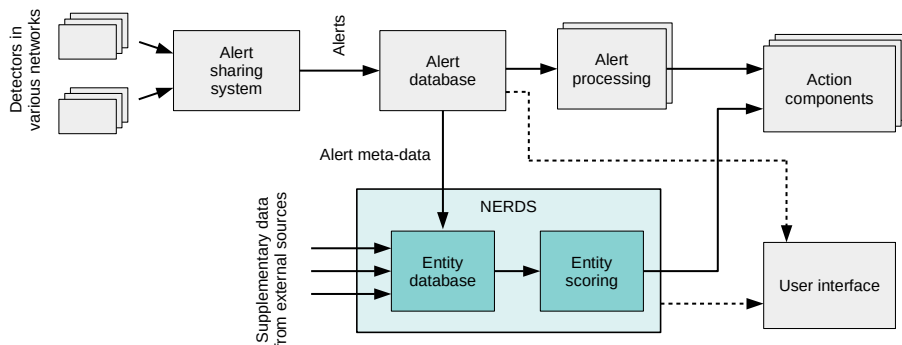 Detectors in
various networks
Alert
sharing
system
Alerts
Alert
database
Alert
processing
Action
components
Alert meta-data
NERDS
Supplementary data
from external sources
Entity
database
Entity
scoring
User interface